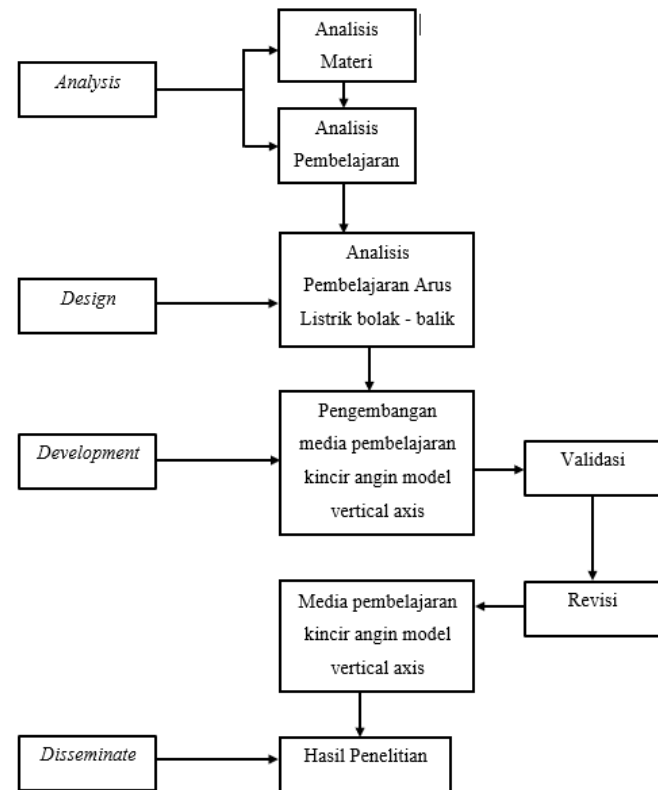 Analisis
Materi
Analysis
Analisis
Pembelajaran
Analisis
Pembelajaran Arus
Listrik bolak - balik
Design
Pengembangan
media pembelajaran
kincir angin model
vertical axis
Development
Validasi
Revisi
Media pembelajaran
kincir angin model
vertical axis
Disseminate
Hasil Penelitian